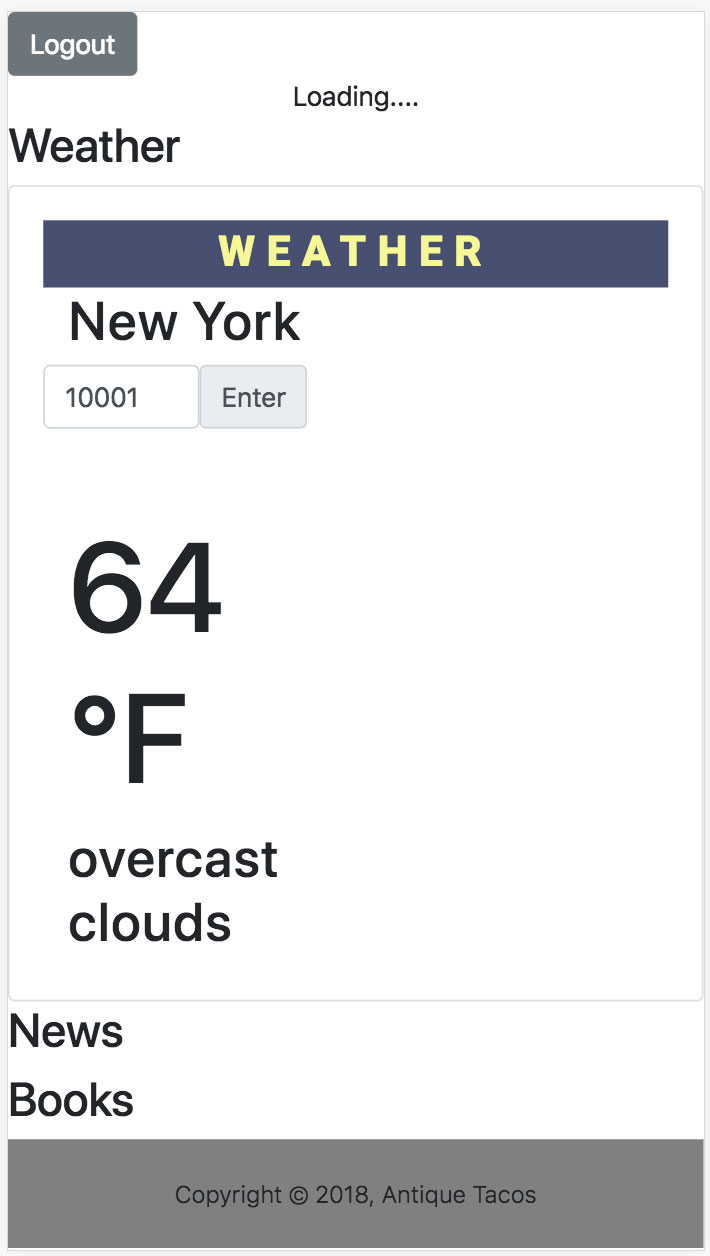 Logout
Loading....
Weather
WEATHER
New York
10001 Enter
64
°F
overcast
clouds
News
Books
Copyright © 2018, Antique Tacos